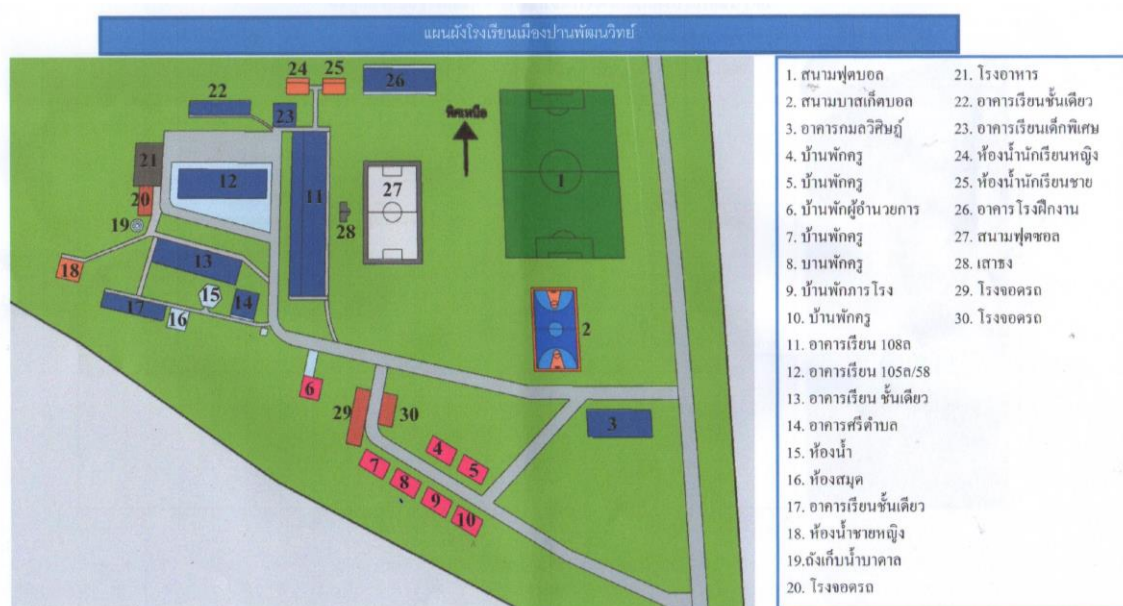 แผนผังโรงเรียนเมืองปานพัฒนวิทย์
24
25
22
26
23
ทิศเหนือ
21
12
11
27
1
20
28
19
18
13
15
14
17
16
2
6
29
30
3
4
5
7
8
9
10
1. สนามฟุตบอล
2. สนามบาสเก็ตบอล
3. อาคารกมลวิศิษฎ์
4. บ้านพักครู
5. บ้านพักครู
6. บ้านพักผู้อำนวยการ
7. บ้านพักครู
8. บานพักครู
9. บ้านพักภารโรง
10. บ้านพักครู
11. อาคารเรียน 108ล
12. อาคารเรียน 105ล/58
13. อาคารเรียน ชั้นเดียว
14. อาคารศรีตำบล
15. ห้องน้ำ
16. ห้องสมุด
17. อาคารเรียนชั้นเดียว
18. ห้องน้ำชายหญิง
19.ถังเก็บน้ำบาดาล
20. โรงจอดรถ
21. โรงอาหาร
22. อาคารเรียนชั้นเดียว
23. อาคารเรียนเด็กพิเศษ
24. ห้องน้ำนักเรียนหญิง
25. ห้องน้ำนักเรียนชาย
26. อาคารโรงฝึกงาน
27. สนามฟุตซอล
28. เสาธง
29. โรงจอดรถ
30. โรงจอดรถ